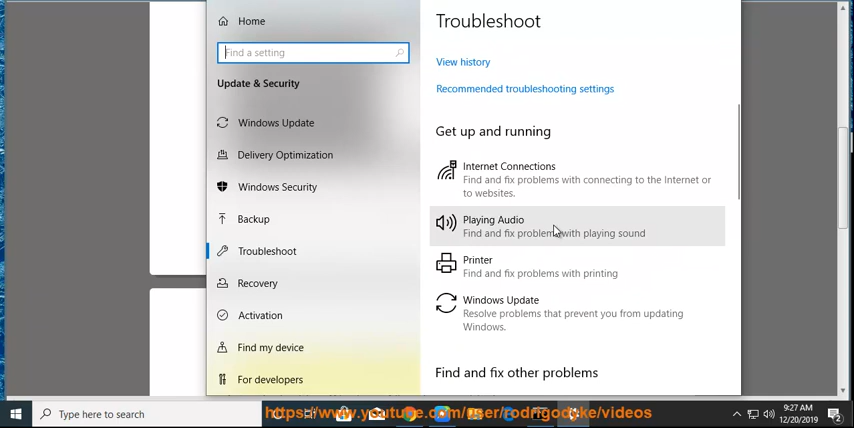 Home
Find a setting
Update & Security
Windows Update
Delivery Optimization
Windows Security
Backup
Troubleshoot
Recovery
Activation
Find my device
For developers
Troubleshoot
View history
Recommended troubleshooting settings
Get up and running
Internet Connections
Find and fix problems with connecting to the Internet or
to websites.
Playing Audio
Find and fix problems with playing sound
Printer
Find and fix problems with printing
Windows Update
Resolve problems that prevent you from updating
Windows.
Find and fix other problems
Type here to search
https://www.youtube.com/user/rodrigodyke/videos
9:27 AM
12/20/2019
2